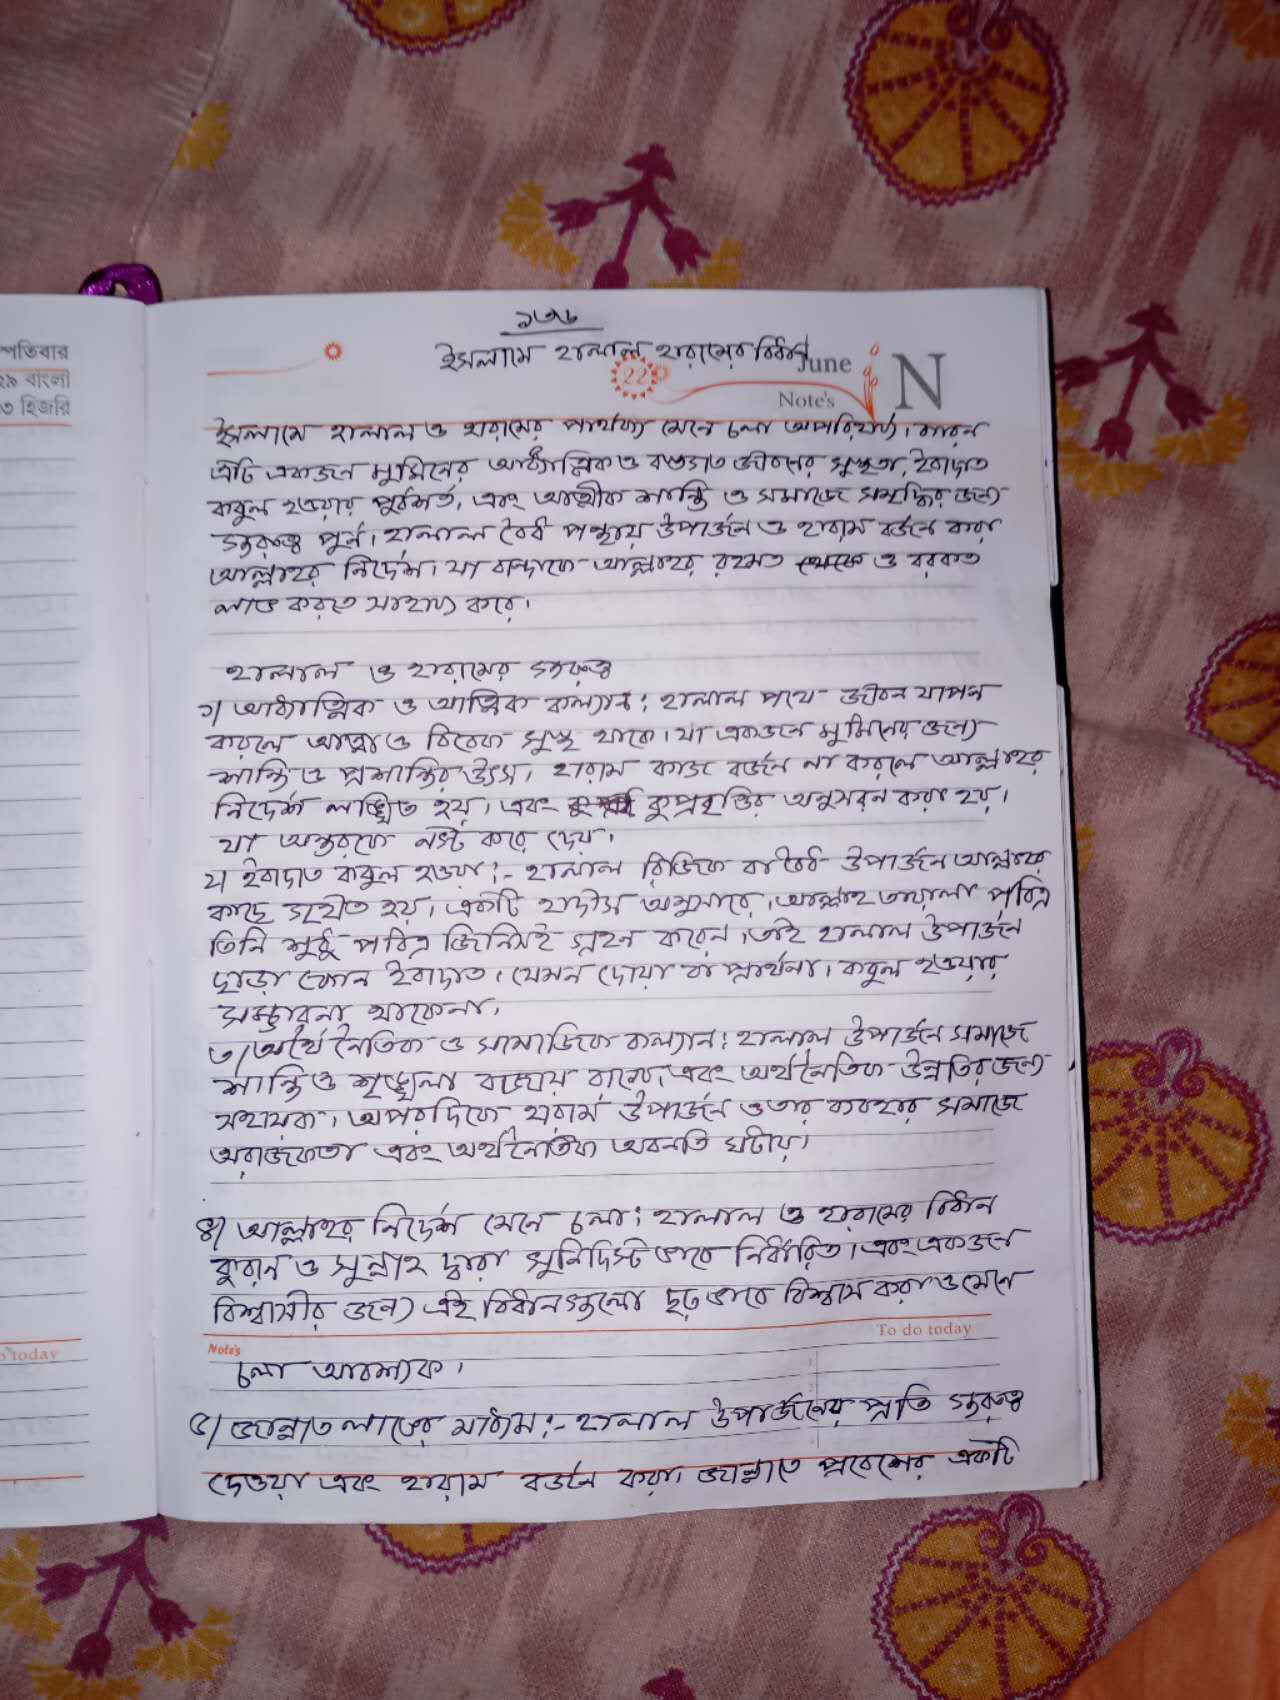 স্পতিবার
২৯ বাংলা
৩ হিজরি
১৩৬
ইসলামে হালাল হারামের বিধান
22 June N
Note's
ইসলামে হালাল ও হারামের পার্থক্য মেনে চলা অপরিহার্য। কারন
এটি একজন মুমিনের আধ্যাত্মিক ও বস্তুগত জীবনের সুস্থতা, ইবাদাত
কবুল হওয়ার পূর্বশর্ত, এবং আত্মীক শান্তি ও সমাজে সমৃদ্ধির জন্য
গুরুত্ব পূর্ন। হালাল বৈধ পন্থায় উপার্জন ও হারাম বর্জন করা
আল্লাহর নির্দেশ। যা বান্দাকে আল্লাহর রহমত ও বরকত
লাভ করতে সাহায্য করে।
হালাল ও হারামের গুরুত্ব
১) আধ্যাত্মিক ও আত্মিক কল্যান: হালাল পথে জীবন যাপন
করলে আত্মা ও বিবেক সুস্থ থাকে। যা একজন মুমিনের জন্য
শান্তি ও প্রশান্তির উৎস। হারাম কাজ বর্জন না করলে আল্লাহর
নির্দেশ লঙ্ঘিত হয়। এবং কুপ্রবৃত্তির অনুসরন করা হয়।
যা অন্তরকে নস্ট করে দেয়।
২) ইবাদাত কবুল হওয়া:- হালাল রিজিক বা বৈধ উপার্জন আল্লাহর
কাছে গৃহীত হয়। একটি হাদীস অনুসারে, আল্লাহ তায়ালা পবিত্র
তিনি শুধু পবিত্র জিনিসই গ্রহন করেন। তাই হালাল উপার্জন
ছাড়া কোন ইবাদাত। যেমন দোয়া বা প্রার্থনা। কবুল হওয়ার
সম্ভাবনা থাকেনা।
৩) অর্থনৈতিক ও সামাজিক কল্যান: হালাল উপার্জন সমাজে
শান্তি ও শৃঙ্খলা বজায় রাখে, এবং অর্থনৈতিক উন্নতির জন্য
সহায়ক। অপরদিকে হারাম উপার্জন ও তার ব্যবহার সমাজে
অরাজকতা এবং অর্থনৈতিক অবনতি ঘটায়।
৪) আল্লাহর নির্দেশ মেনে চলা: হালাল ও হারামের বিধান
কুরান ও সুন্নাহ দ্বারা সুনির্দিস্ট ভাবে নির্ধারিত। এবং একজন
বিশ্বাসীর জন্য এই বিধানগুলো দৃঢ় ভাবে বিশ্বাস করা ও মেনে
To do today
Note's
o today
চলা আবশ্যক।
৫) জান্নাত লাভের মাধ্যম:- হালাল উপার্জনের প্রতি গুরুত্ব
দেওয়া এবং হারাম বর্জন করা। জান্নাতে প্রবেশের একটি